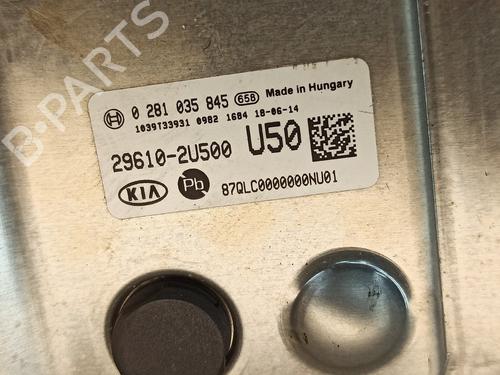 B-PARTS
0 281 035 845 65B Made in Hungary
1039T33931 0982 1684 18-06-14
29610-2U500 U50
KIA Pb 87QLC0000000NU01